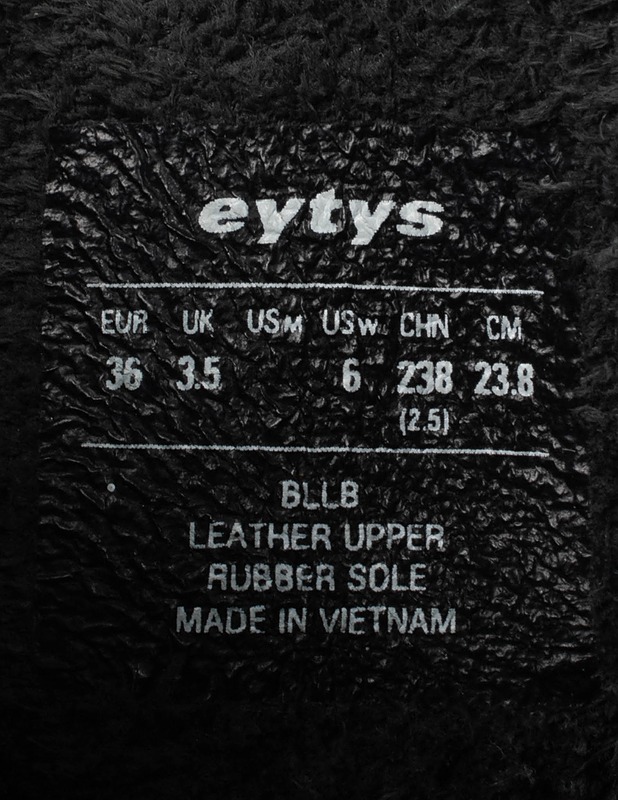 eytys
EUR UK USM USW CHN CM
36 3.5 6 238 23.8
(2.5)
BLLB
LEATHER UPPER
RUBBER SOLE
MADE IN VIETNAM